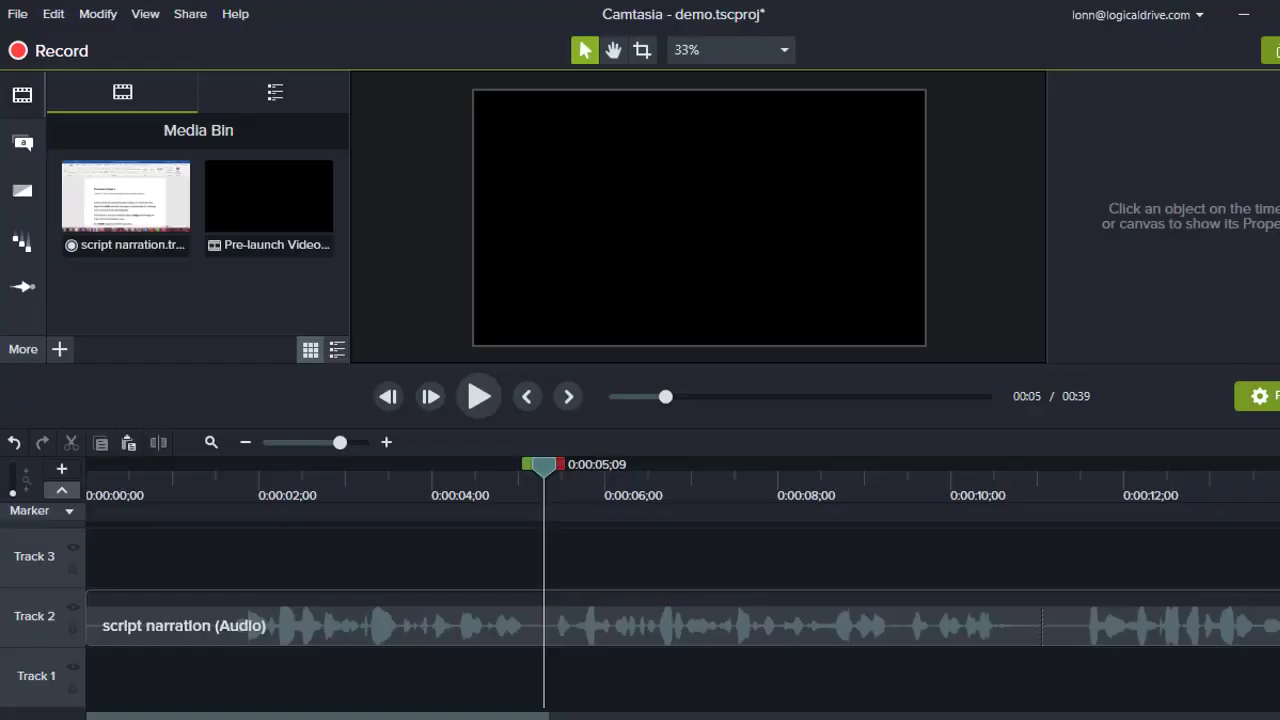 File Edit Modify View Share Help
Camtasia - demo.tscproj*
lonn@logicaldrive.com
Record
33%
Media Bin
script narration.tr...
Pre-launch Video...
Click an object on the time
or canvas to show its Prope
More
00:05 / 00:39
F
0:00:05;09
0:00:00;00 0:00:02;00 0:00:04;00 0:00:06;00 0:00:08;00 0:00:10;00 0:00:12;00
Marker
Track 3
Track 2
script narration (Audio)
Track 1